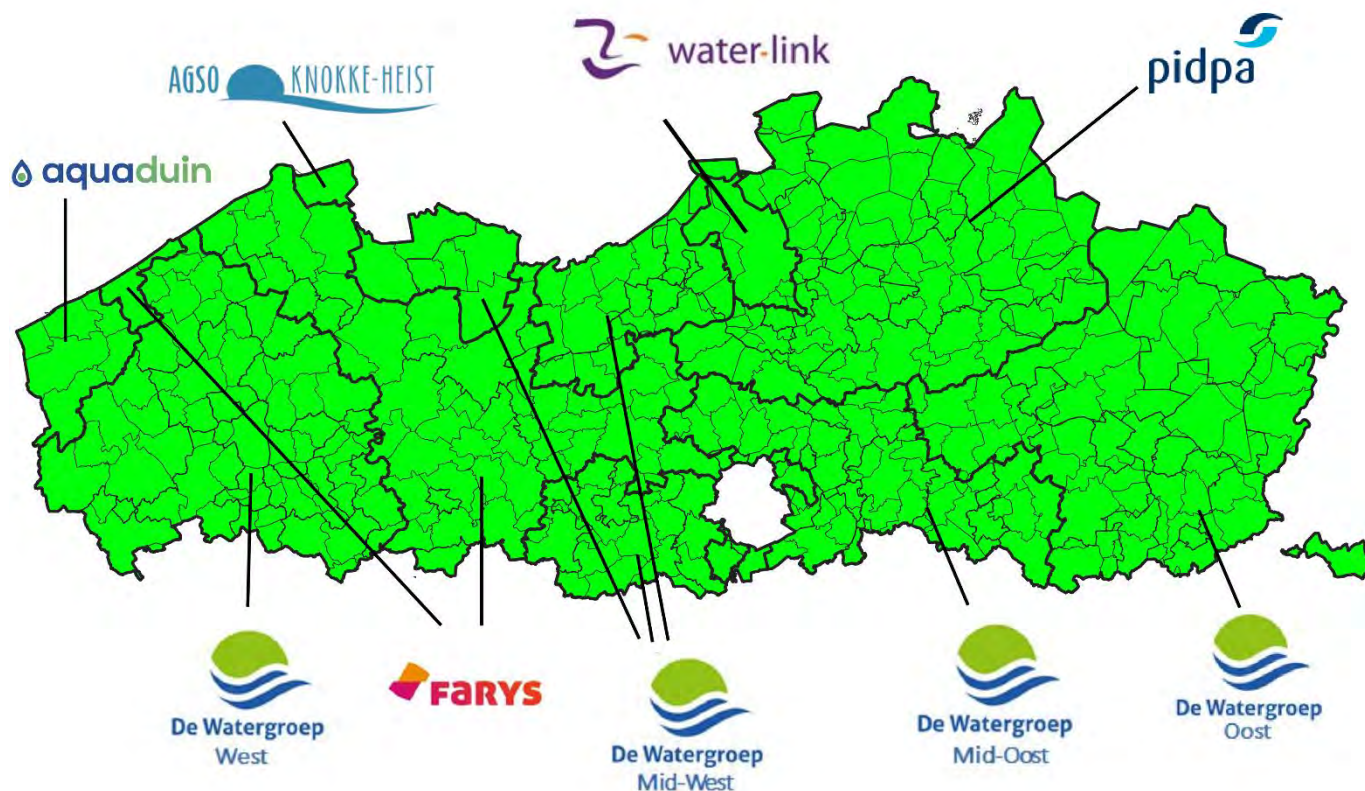 AGSO KNOKKE-HEIST
water-link
pidpa
aquaduin
De Watergroep
West
FARYS
De Watergroep
Mid-West
De Watergroep
Mid-Oost
De Watergroep
Oost